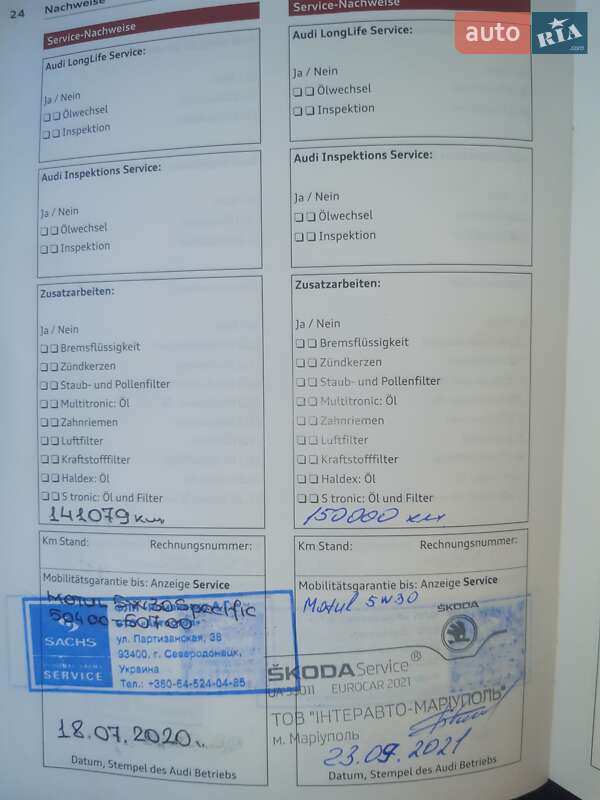 24 Nachweise
Service-Nachweise
Audi LongLife Service:
Ja / Nein
Ölwechsel
Inspektion
Audi Inspektions Service:
Ja / Nein
Ölwechsel
Inspektion
Zusatzarbeiten:
Ja / Nein
Bremsflüssigkeit
Zündkerzen
Staub- und Pollenfilter
Multitronic: Öl
Zahnriemen
Luftfilter
Kraftstofffilter
Haldex: Öl
S tronic: Öl und Filter
141079 км
Km Stand: Rechnungsnummer:
Mobilitätsgarantie bis: Anzeige Service
Motul 5W30 Specific
50400-50700
SACHS
SERVICE
ул. Партизанская, 38
93400, г. Северодонецк,
Украина
Тел.: +380-64-524-04-85
18.07.2020
Datum, Stempel des Audi Betriebs
Service-Nachweise
Audi LongLife Service:
Ja / Nein
Ölwechsel
Inspektion
Audi Inspektions Service:
Ja / Nein
Ölwechsel
Inspektion
Zusatzarbeiten:
Ja / Nein
Bremsflüssigkeit
Zündkerzen
Staub- und Pollenfilter
Multitronic: Öl
Zahnriemen
Luftfilter
Kraftstofffilter
Haldex: Öl
S tronic: Öl und Filter
150000 км
Km Stand: Rechnungsnummer:
Mobilitätsgarantie bis: Anzeige Service
Motul 5W30
ŠKODA
ŠKODA Service®
EUROCAR 2021
ТОВ "ІНТЕРАВТО-МАРІУПОЛЬ"
м. Маріуполь
23.09.2021
Datum, Stempel des Audi Betriebs
auto RIA.com